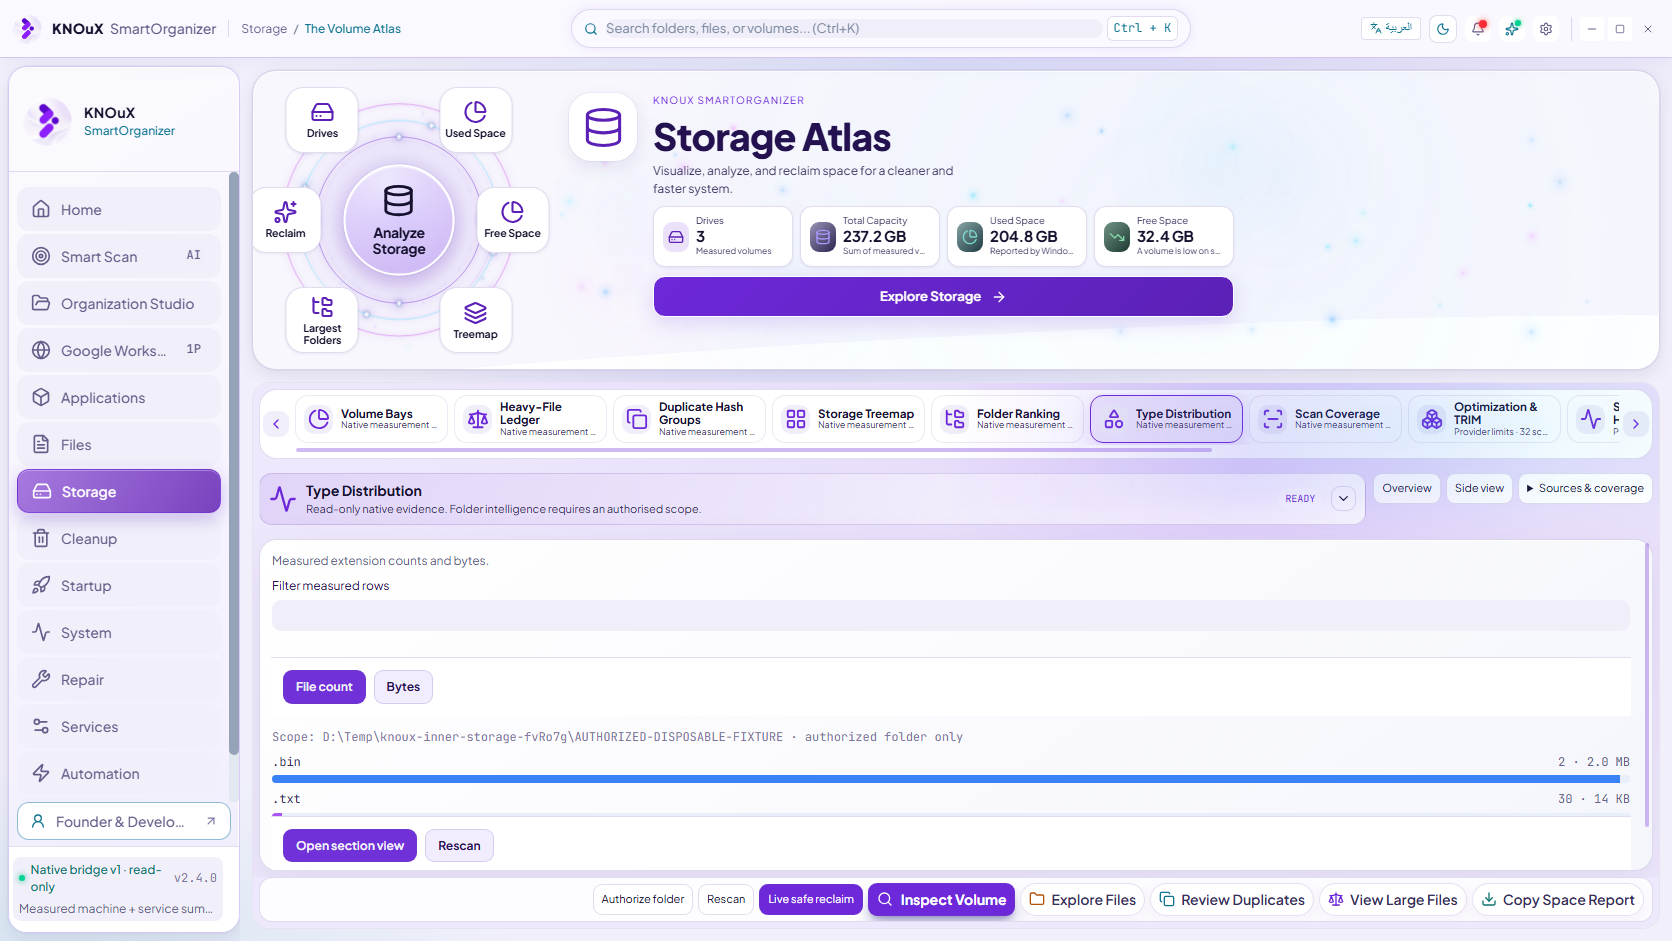 KNOuX SmartOrganizer
Storage / The Volume Atlas
Search folders, files, or volumes... (Ctrl+K)
Ctrl + K
العربية
KNOuX
SmartOrganizer
Home
Smart Scan AI
Organization Studio
Google Works... 1P
Applications
Files
Storage
Cleanup
Startup
System
Repair
Services
Automation
Founder & Develo...
Native bridge v1 · read-only
v2.4.0
Measured machine + service sum...
Drives
Used Space
Reclaim
Analyze Storage
Free Space
Largest Folders
Treemap
KNOUX SMARTORGANIZER
Storage Atlas
Visualize, analyze, and reclaim space for a cleaner and
faster system.
Drives
3
Measured volumes
Total Capacity
237.2 GB
Sum of measured v...
Used Space
204.8 GB
Reported by Windo...
Free Space
32.4 GB
A volume is low on s...
Explore Storage
Volume Bays
Native measurement ...
Heavy-File Ledger
Native measurement ...
Duplicate Hash Groups
Native measurement ...
Storage Treemap
Native measurement ...
Folder Ranking
Native measurement ...
Type Distribution
Native measurement ...
Scan Coverage
Native measurement ...
Optimization & TRIM
Provider limits · 32 sc...
Type Distribution
Read-only native evidence. Folder intelligence requires an authorised scope.
READY
Overview
Side view
Sources & coverage
Measured extension counts and bytes.
Filter measured rows
File count
Bytes
Scope: D:\Temp\knoux-inner-storage-fvRo7g\AUTHORIZED-DISPOSABLE-FIXTURE · authorized folder only
.bin 2 · 2.0 MB
.txt 30 · 14 KB
Open section view
Rescan
Authorize folder
Rescan
Live safe reclaim
Inspect Volume
Explore Files
Review Duplicates
View Large Files
Copy Space Report